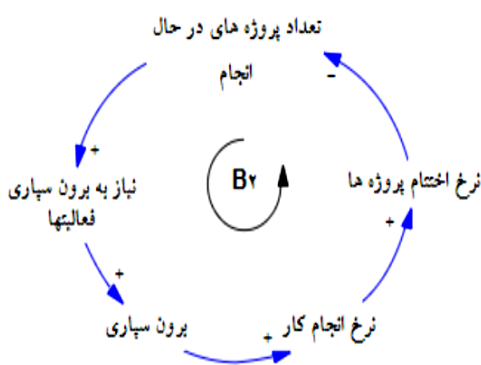 تعداد پروژه های در حال
انجام
-
+
نیاز به برون سپاری
فعالیتها
B۲
نرخ اختتام پروژه ها
+
+
برون سپاری
+
نرخ انجام کار